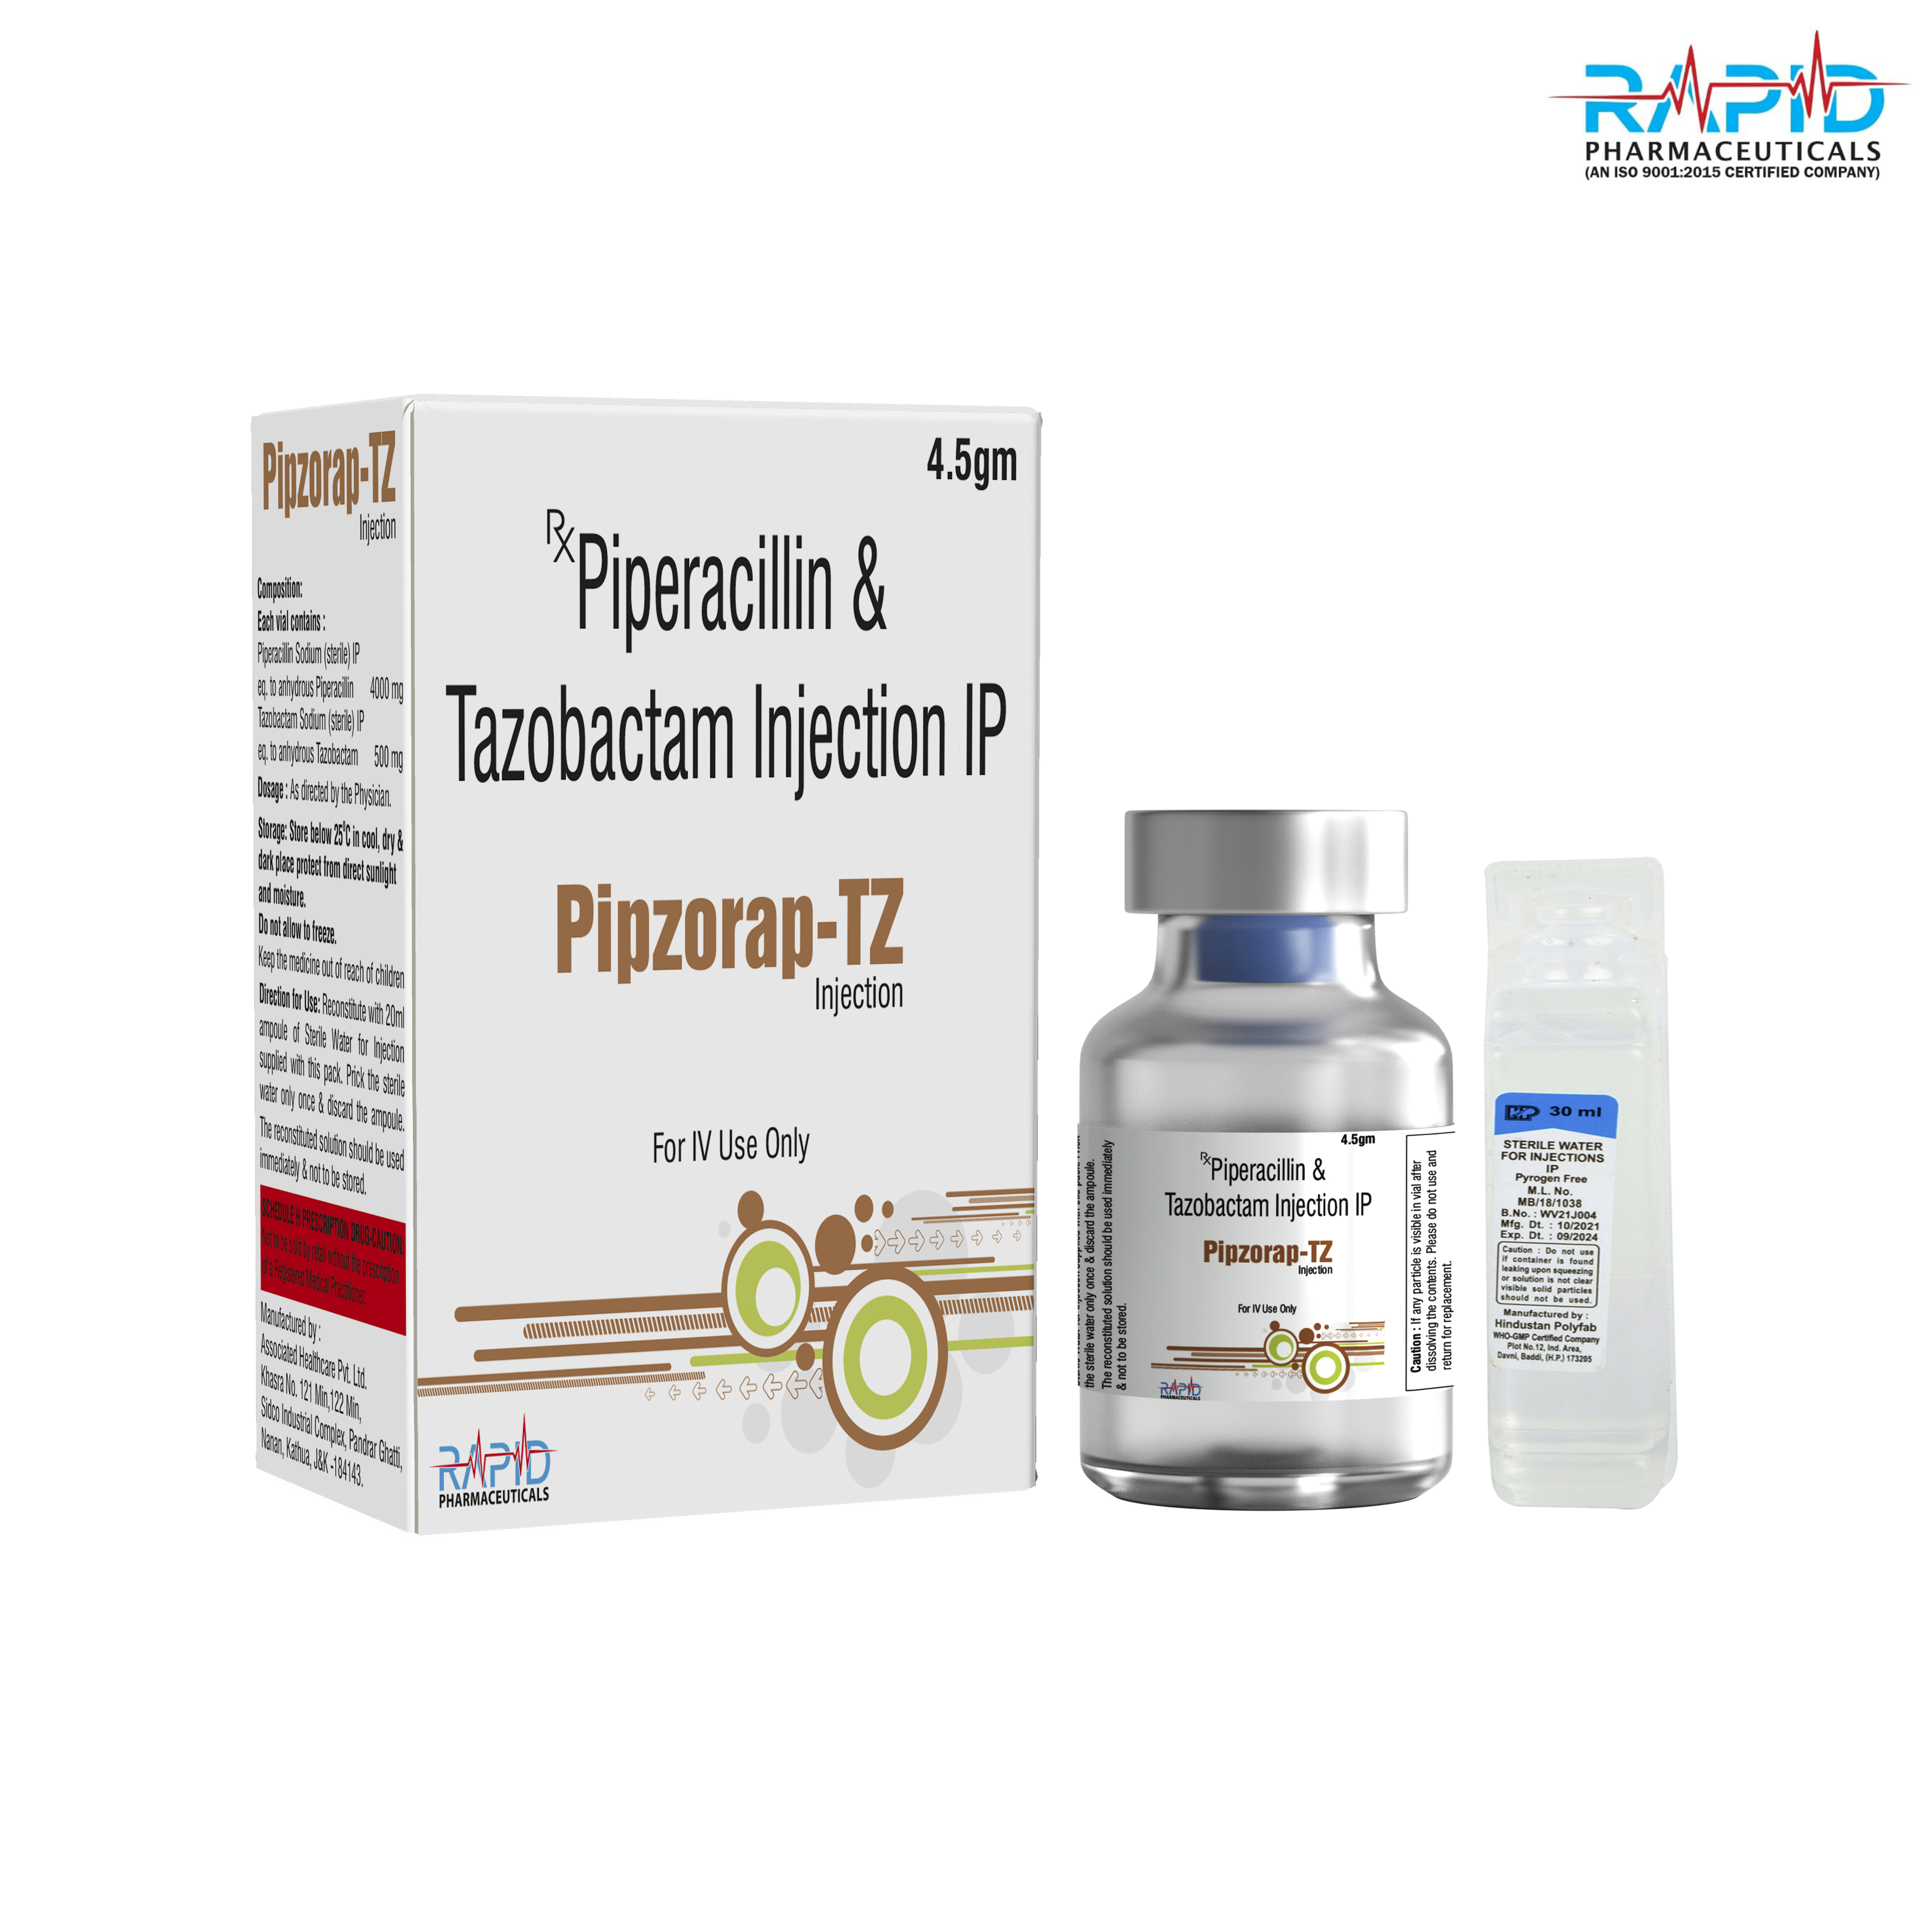 RAPID
PHARMACEUTICALS
(AN ISO 9001:2015 CERTIFIED COMPANY)
Pipzorap-TZ
Injection
Composition:
Each vial contains :
Piperacillin Sodium (sterile) IP
eq. to anhydrous Piperacillin 4000 mg
Tazobactam Sodium (sterile) IP
eq. to anhydrous Tazobactam 500 mg
Dosage : As directed by the Physician.
Storage: Store below 25°C in cool, dry &
dark place protect from direct sunlight
and moisture.
Do not allow to freeze.
Keep the medicine out of reach of children
Direction for Use: Reconstitute with 20ml
ampoule of Sterile Water for Injection
supplied with this pack. Prick the sterile
water only once & discard the ampoule.
The reconstituted solution should be used
immediately & not to be stored.
SCHEDULE H PRESCRIPTION DRUG-CAUTION:
Not to be sold by retail without the prescription
of a Registered Medical Practitioner.
Manufactured by :
Associated Healthcare Pvt. Ltd.
Khasra No. 121 Min,122 Min,
Sidco Industrial Complex, Pandrar Ghatti,
Nanan, Kathua, J&K -184143.
4.5gm
Rx Piperacillin &
Tazobactam Injection IP
Pipzorap-TZ
Injection
For IV Use Only
RAPID
PHARMACEUTICALS
the sterile water only once & discard the ampoule.
The reconstituted solution should be used immediately
& not to be stored.
4.5gm
Rx Piperacillin &
Tazobactam Injection IP
Pipzorap-TZ
Injection
For IV Use Only
RAPID
PHARMACEUTICALS
Caution : If any particle is visible in vial after
dissolving the contents. Please do not use and
return for replacement.
HP 30 ml
STERILE WATER
FOR INJECTIONS
IP
Pyrogen Free
M.L. No.
MB/18/1038
B.No. : WV21J004
Mfg. Dt. : 10/2021
Exp. Dt. : 09/2024
Caution : Do not use
if container is found
leaking upon squeezing
or solution is not clear
visible solid particles
should not be used.
Manufactured by :
Hindustan Polyfab
WHO-GMP Certified Company
Plot No.12, Ind. Area,
Davni, Baddi, (H.P.) 173205